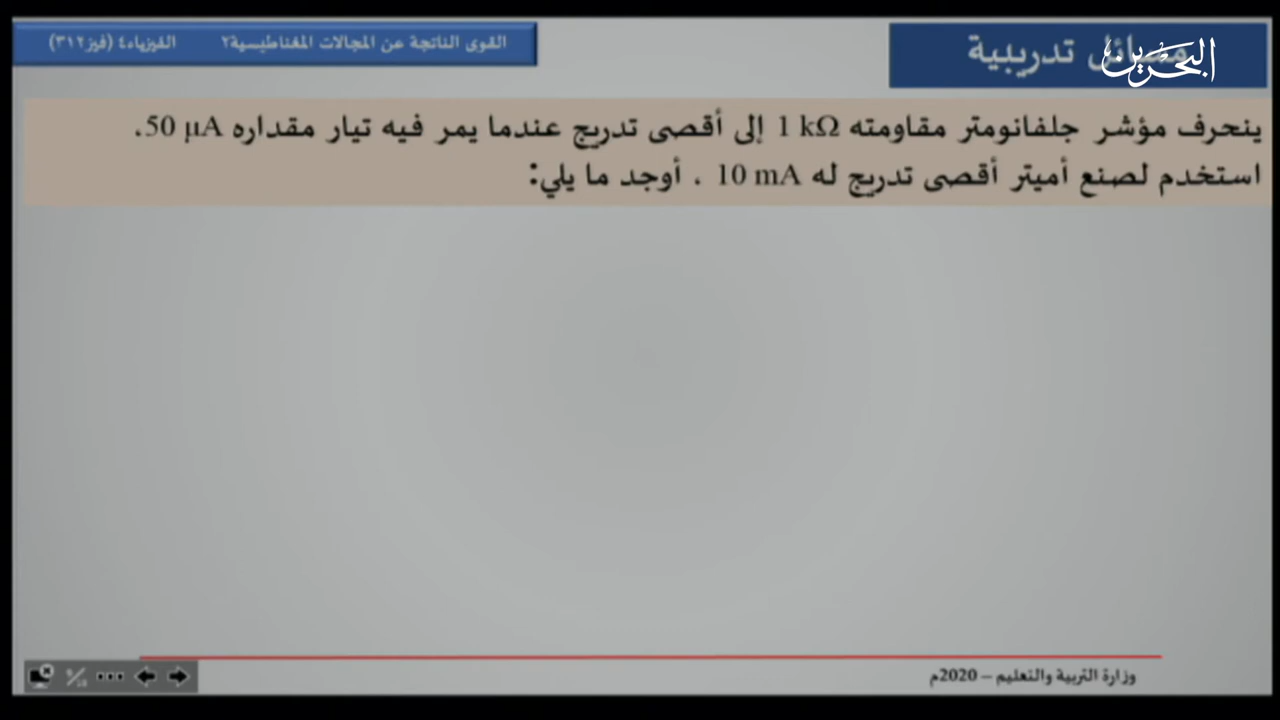 مسائل تدريبية
البحرين
القوى الناتجة عن المجالات المغناطيسية٢ الفيزياء٤ (فيز٣١٢)
ينحرف مؤشر جلفانومتر مقاومته 1 kΩ إلى أقصى تدريج عندما يمر فيه تيار مقداره 50 μA.
استخدم لصنع أميتر أقصى تدريج له 10 mA . أوجد ما يلي:
وزارة التربية والتعليم – 2020م